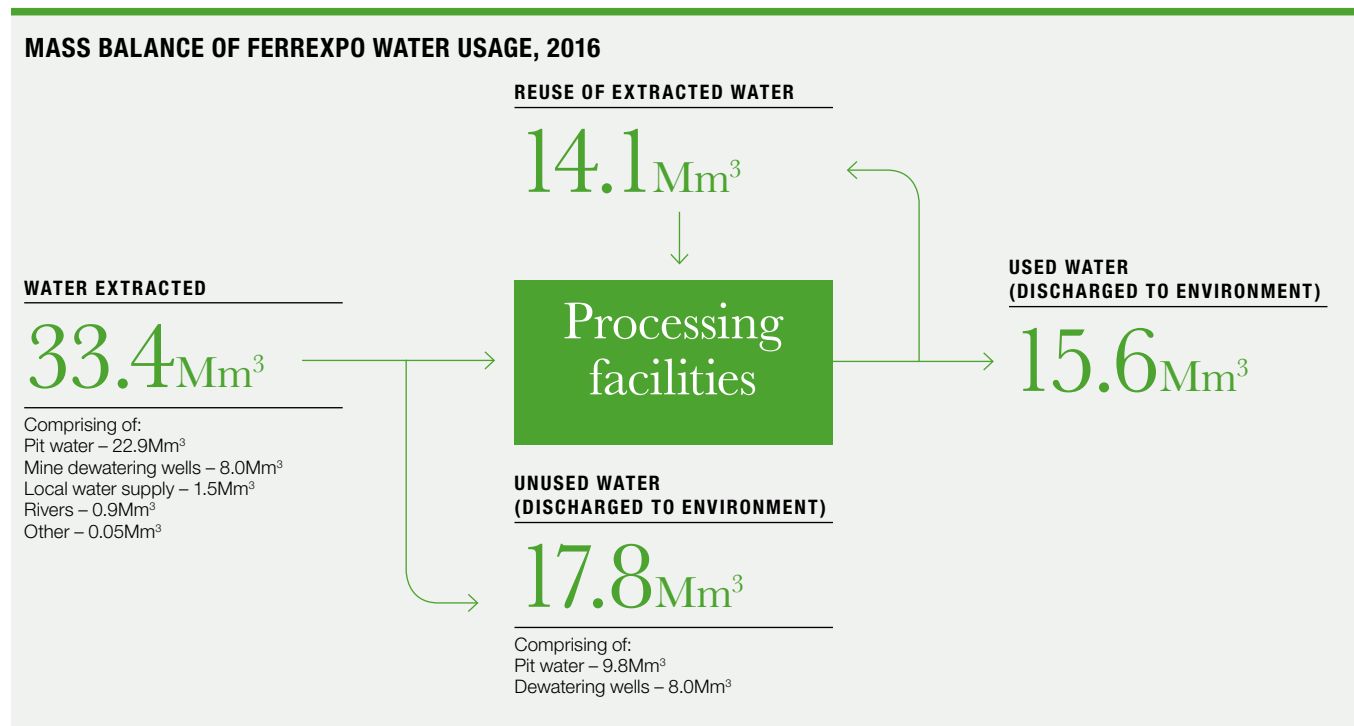 MASS BALANCE OF FERREXPO WATER USAGE, 2016
REUSE OF EXTRACTED WATER
14.1Mm³
WATER EXTRACTED
33.4Mm³
Comprising of:
Pit water – 22.9Mm³
Mine dewatering wells – 8.0Mm³
Local water supply – 1.5Mm³
Rivers – 0.9Mm³
Other – 0.05Mm³
Processing
facilities
USED WATER
(DISCHARGED TO ENVIRONMENT)
15.6Mm³
UNUSED WATER
(DISCHARGED TO ENVIRONMENT)
17.8Mm³
Comprising of:
Pit water – 9.8Mm³
Dewatering wells – 8.0Mm³